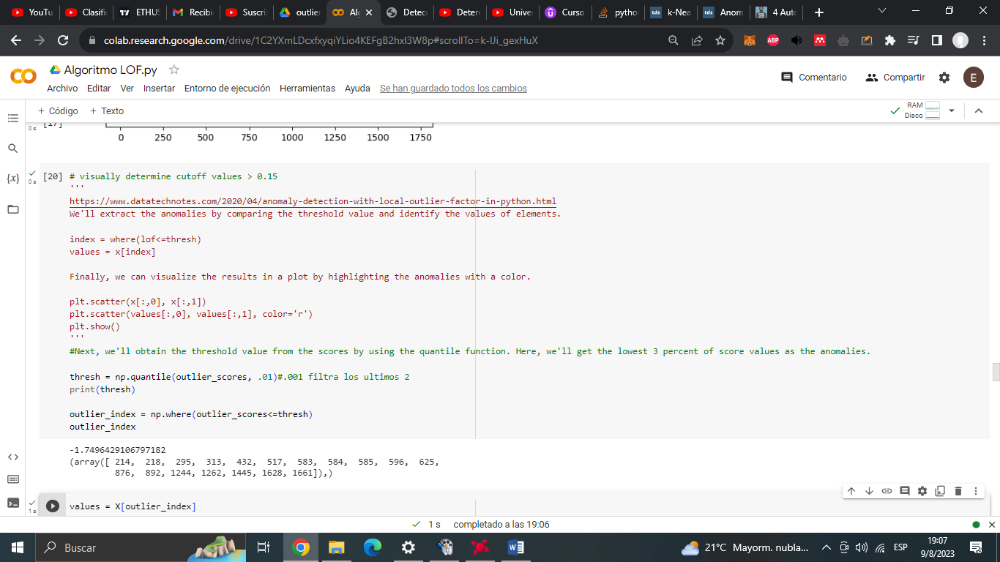 YouTu
Clasifi
ETHUS
Recibi
Suscri
outlier
Al
Detec
Deter
Univer
Curso
pytho
k-Nea
Anom
4 Auto
colab.research.google.com/drive/1C2YXmLDcxfxyqiYLio4KEFgB2hxl3W8p#scrollTo=k-Ui_gexHuX
Algoritmo LOF.py
Comentario
Compartir
E
Archivo Editar Ver Insertar Entorno de ejecución Herramientas Ayuda Se han guardado todos los cambios
+ Código + Texto
RAM
Disco
0 s
[17]
0 250 500 750 1000 1250 1500 1750
0 s
[20] # visually determine cutoff values > 0.15
'''
https://www.datatechnotes.com/2020/04/anomaly-detection-with-local-outlier-factor-in-python.html
We'll extract the anomalies by comparing the threshold value and identify the values of elements.
index = where(lof<=thresh)
values = x[index]
Finally, we can visualize the results in a plot by highlighting the anomalies with a color.
plt.scatter(x[:,0], x[:,1])
plt.scatter(values[:,0], values[:,1], color='r')
plt.show()
'''
#Next, we'll obtain the threshold value from the scores by using the quantile function. Here, we'll get the lowest 3 percent of score values as the anomalies.
thresh = np.quantile(outlier_scores, .01)#.001 filtra los ultimos 2
print(thresh)
outlier_index = np.where(outlier_scores<=thresh)
outlier_index
-1.7496429106797182
(array([ 214, 218, 295, 313, 432, 517, 583, 584, 585, 596, 625,
876, 892, 1244, 1262, 1445, 1628, 1661]),)
1 s
values = X[outlier_index]
1 s completado a las 19:06
Buscar
21°C Mayorm. nubla...
ESP
19:07
9/8/2023